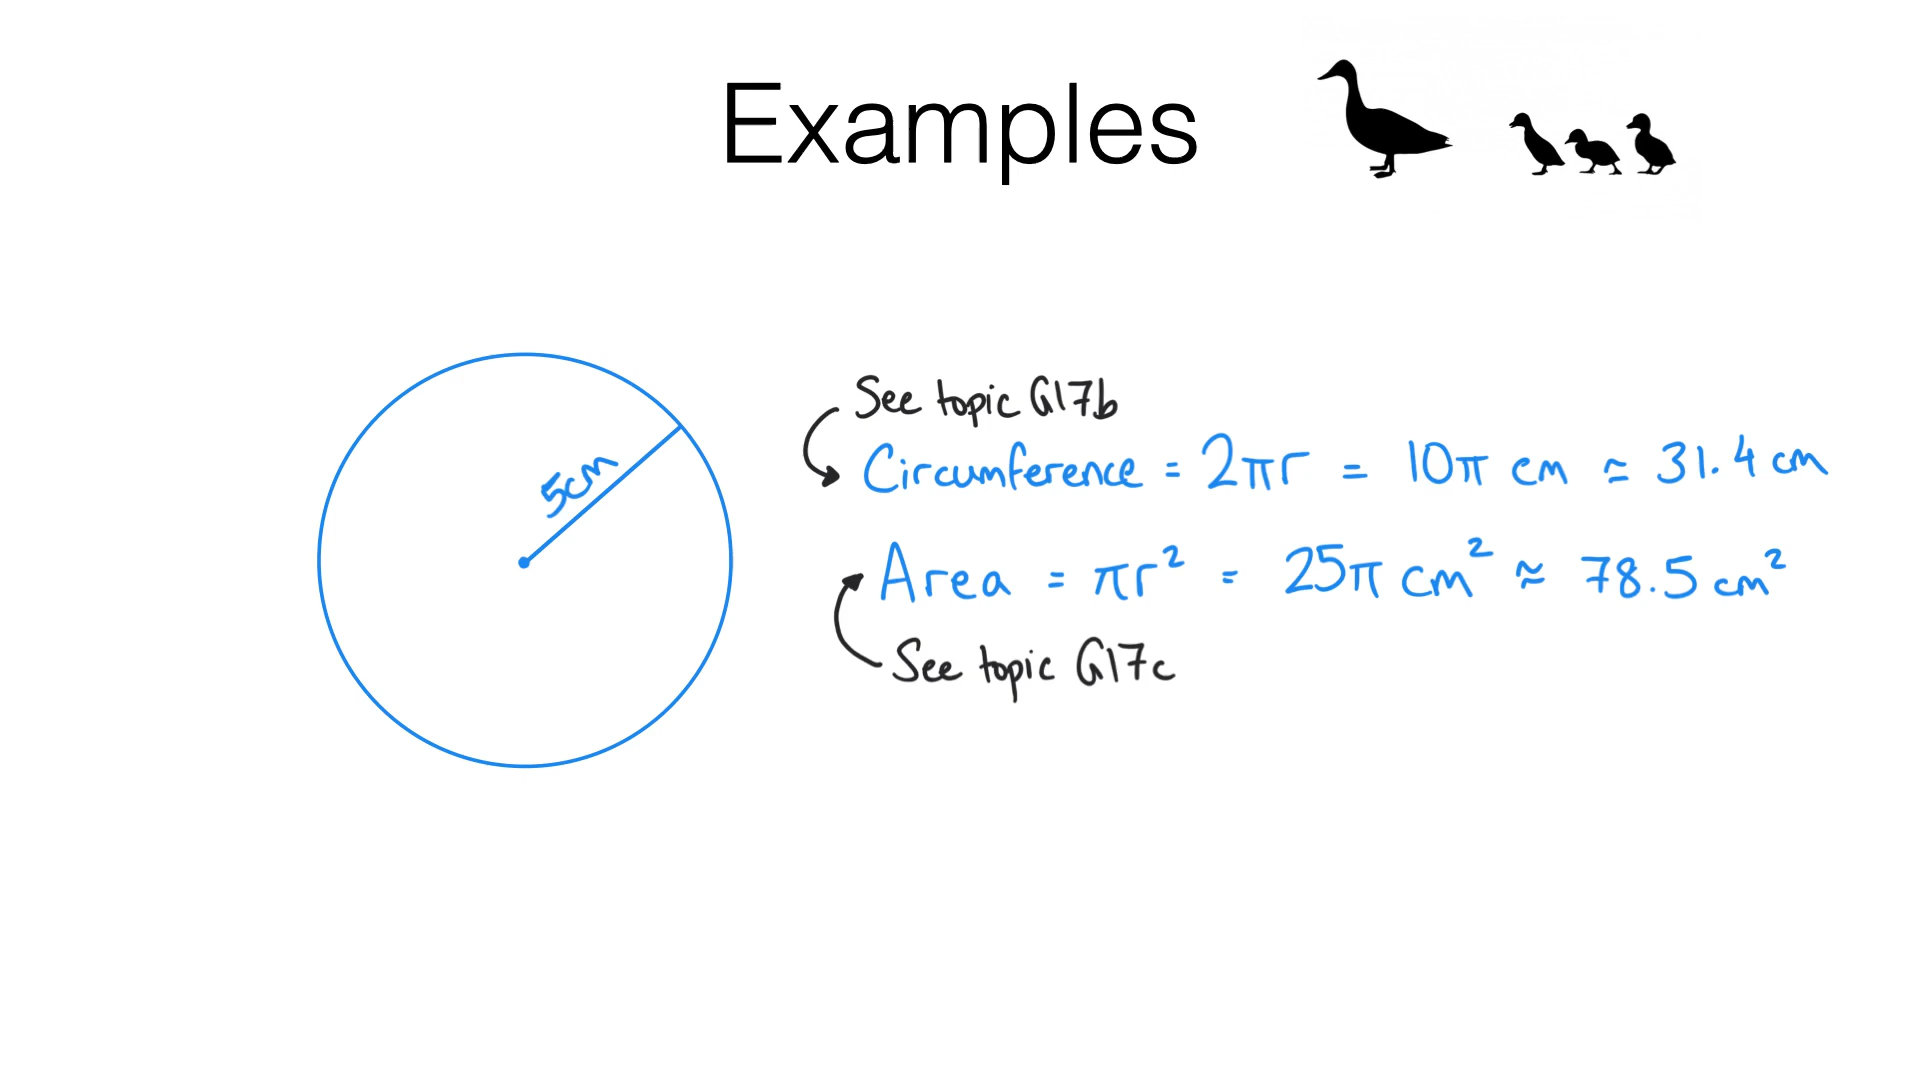 Examples
5cm
See topic G17b
Circumference = 2πr = 10π cm ≈ 31.4 cm
Area = πr² = 25π cm² ≈ 78.5 cm²
See topic G17c